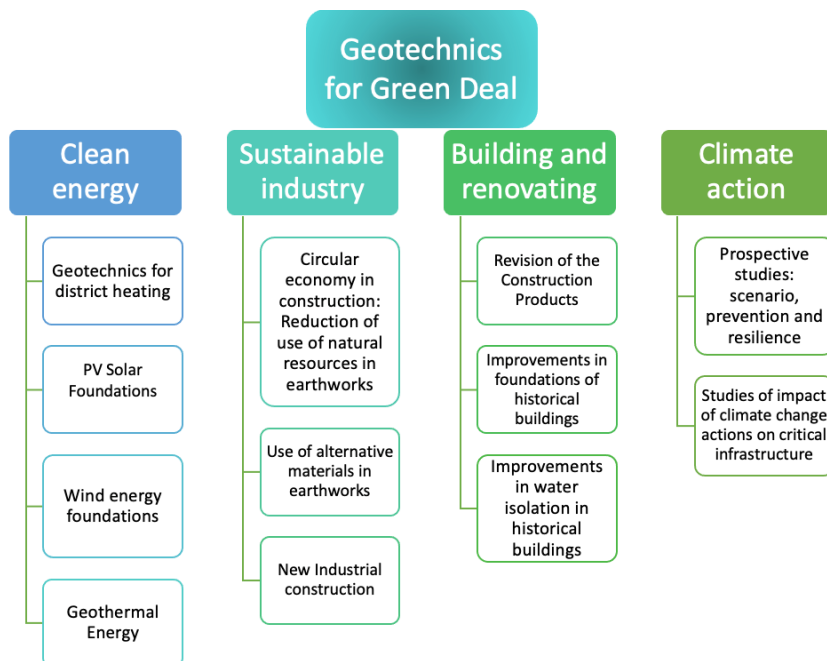 Geotechnics
for Green Deal
Clean
energy
Geotechnics for
district heating
PV Solar
Foundations
Wind energy
foundations
Geothermal
Energy
Sustainable
industry
Circular
economy in
construction:
Reduction of
use of natural
resources in
earthworks
Use of alternative
materials in
earthworks
New Industrial
construction
Building and
renovating
Revision of the
Construction
Products
Improvements in
foundations of
historical
buildings
Improvements
in water
isolation in
historical
buildings
Climate
action
Prospective
studies:
scenario,
prevention and
resilience
Studies of impact
of climate change
actions on critical
infrastructure